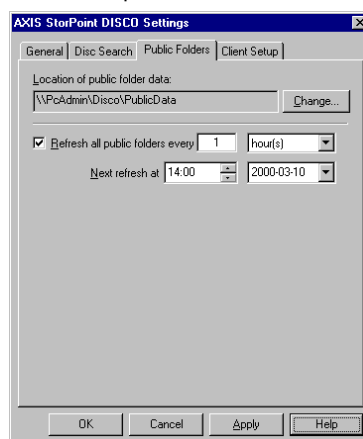 AXIS StorPoint DISCO Settings
General Disc Search Public Folders Client Setup
Location of public folder data:
\\PcAdmin\Disco\PublicData Change...
Refresh all public folders every 1 hour(s)
Next refresh at 14:00 2000-03-10
OK Cancel Apply Help